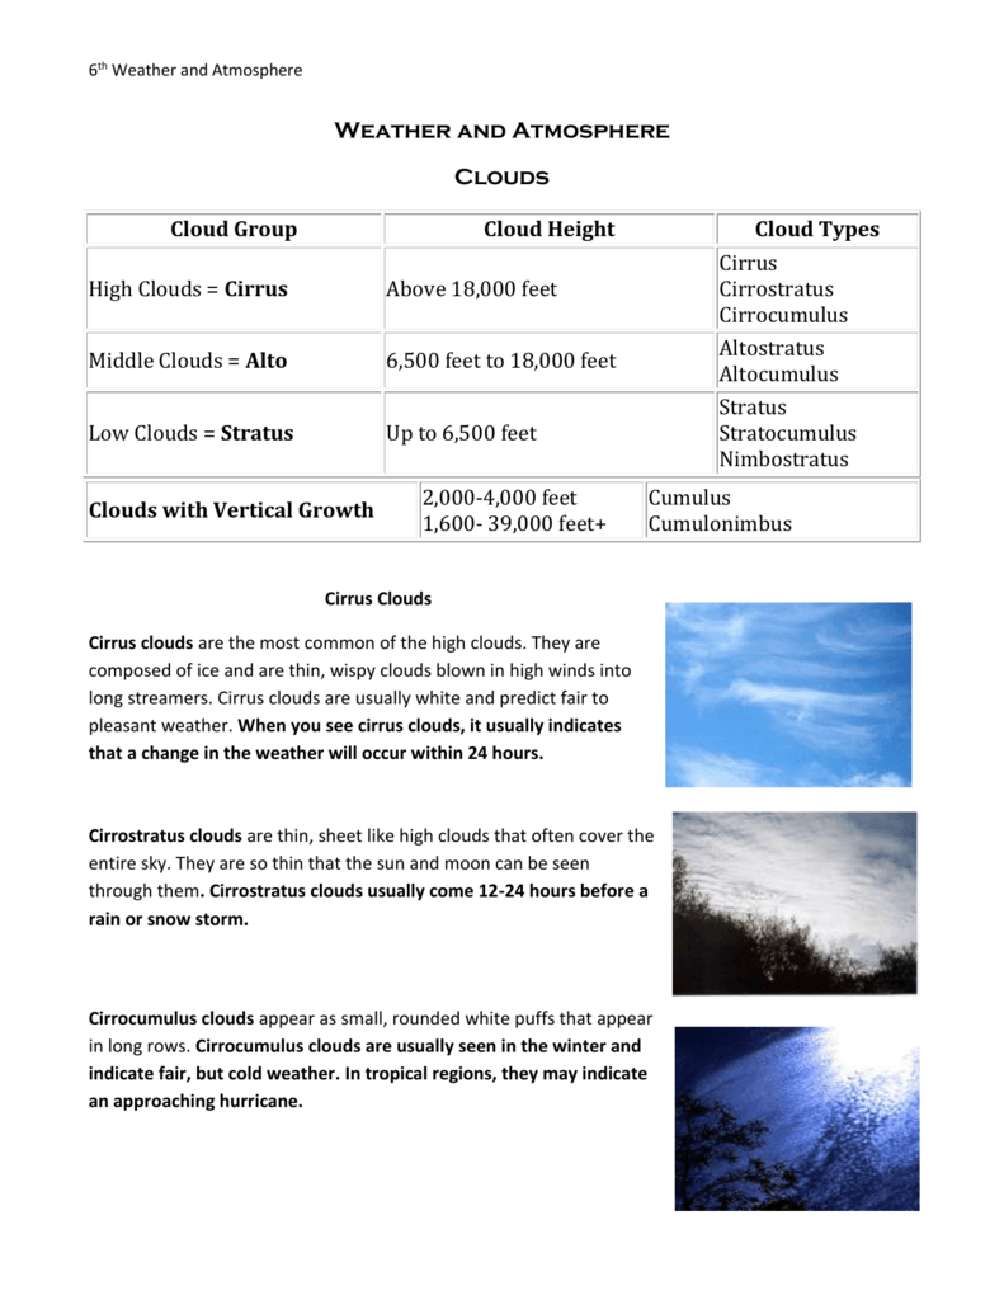 6th Weather and Atmosphere
WEATHER AND ATMOSPHERE
CLOUDS
Cloud Group Cloud Height Cloud Types
High Clouds = Cirrus Above 18,000 feet Cirrus
Cirrostratus
Cirrocumulus
Middle Clouds = Alto 6,500 feet to 18,000 feet Altostratus
Altocumulus
Low Clouds = Stratus Up to 6,500 feet Stratus
Stratocumulus
Nimbostratus
Clouds with Vertical Growth 2,000-4,000 feet Cumulus
1,600- 39,000 feet+ Cumulonimbus
Cirrus Clouds
Cirrus clouds are the most common of the high clouds. They are
composed of ice and are thin, wispy clouds blown in high winds into
long streamers. Cirrus clouds are usually white and predict fair to
pleasant weather. When you see cirrus clouds, it usually indicates
that a change in the weather will occur within 24 hours.
Cirrostratus clouds are thin, sheet like high clouds that often cover the
entire sky. They are so thin that the sun and moon can be seen
through them. Cirrostratus clouds usually come 12-24 hours before a
rain or snow storm.
Cirrocumulus clouds appear as small, rounded white puffs that appear
in long rows. Cirrocumulus clouds are usually seen in the winter and
indicate fair, but cold weather. In tropical regions, they may indicate
an approaching hurricane.